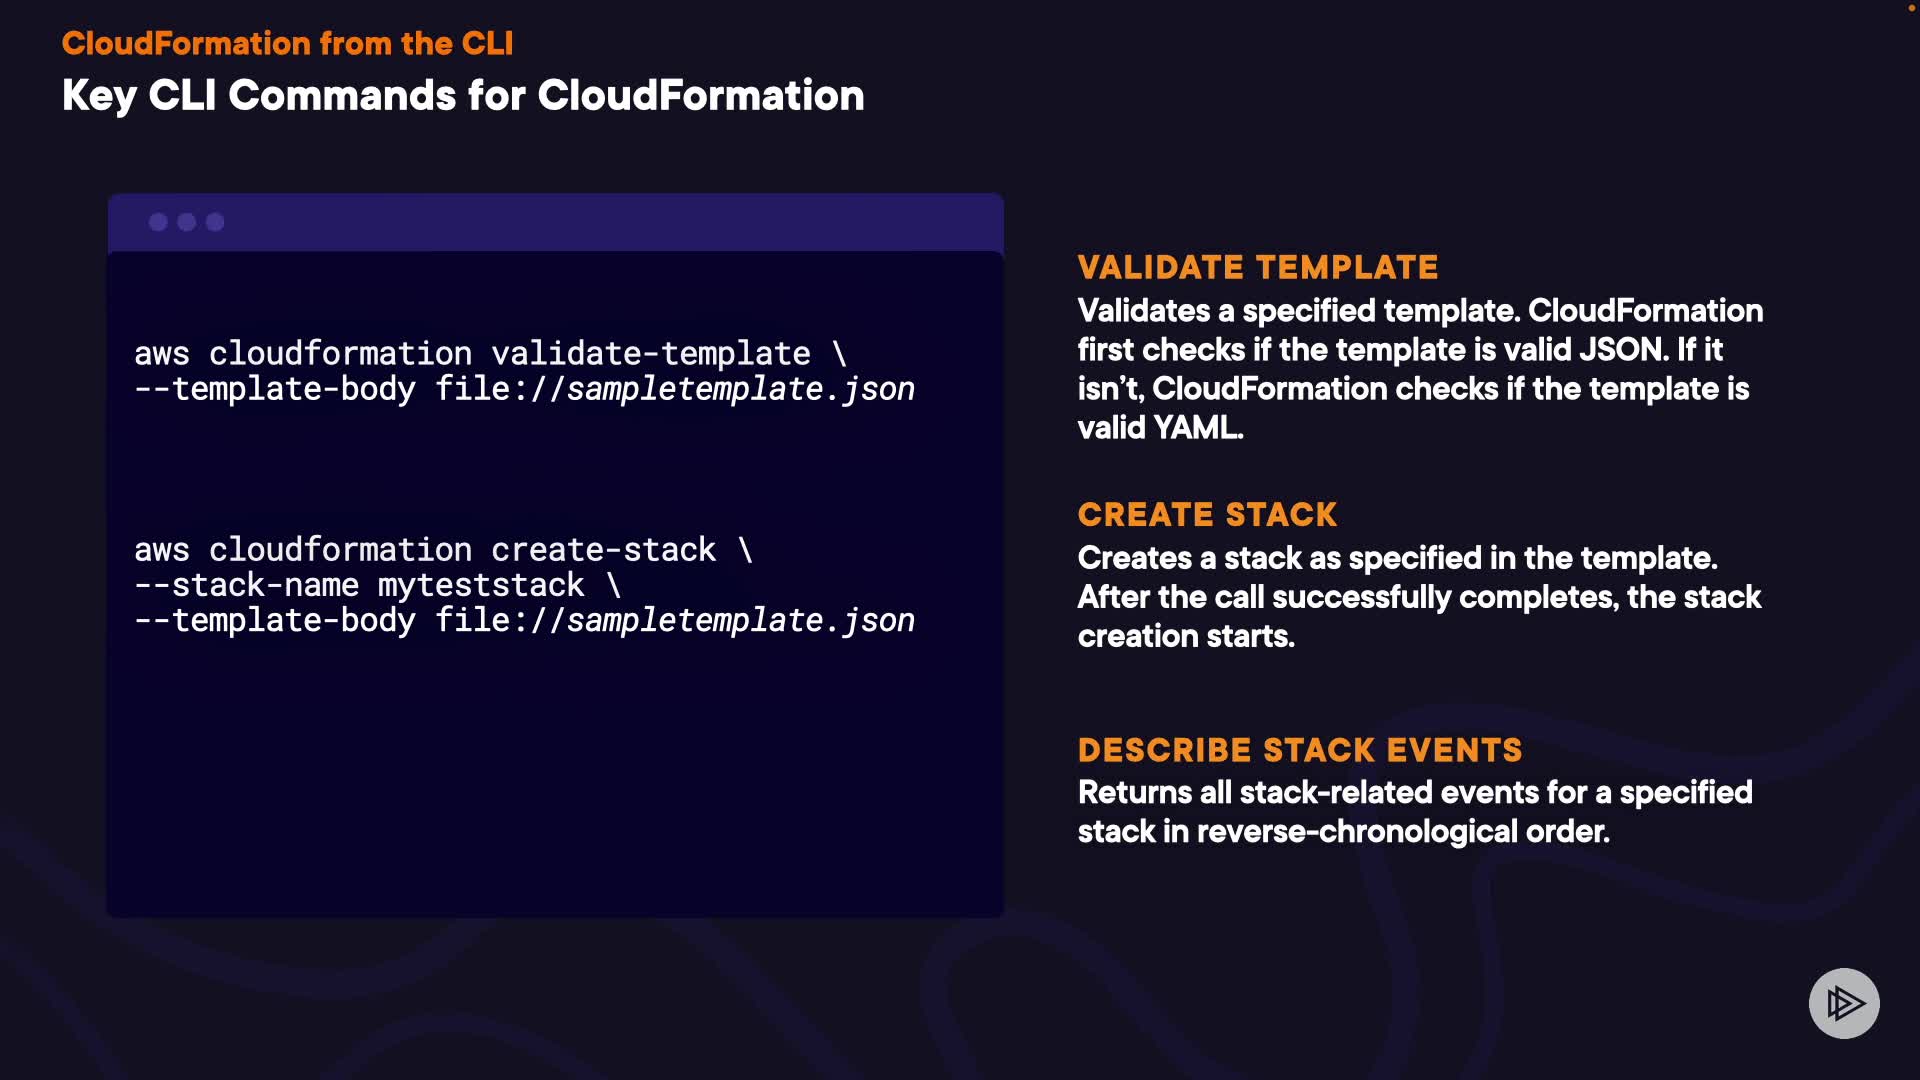 CloudFormation from the CLI
Key CLI Commands for CloudFormation
aws cloudformation validate-template \
--template-body file://sampletemplate.json
aws cloudformation create-stack \
--stack-name myteststack \
--template-body file://sampletemplate.json
VALIDATE TEMPLATE
Validates a specified template. CloudFormation
first checks if the template is valid JSON. If it
isn’t, CloudFormation checks if the template is
valid YAML.
CREATE STACK
Creates a stack as specified in the template.
After the call successfully completes, the stack
creation starts.
DESCRIBE STACK EVENTS
Returns all stack-related events for a specified
stack in reverse-chronological order.